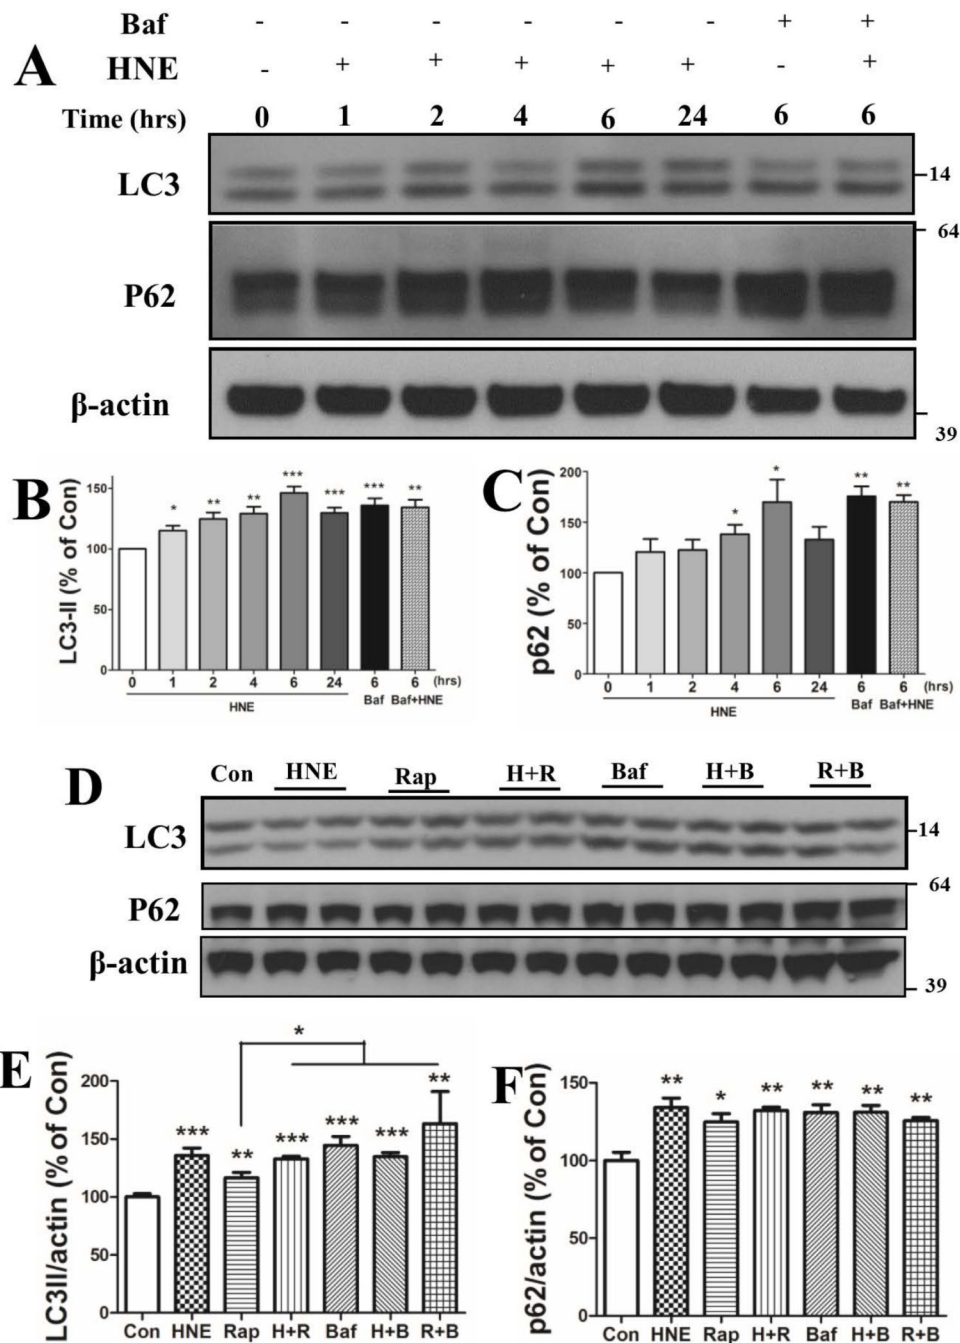 Baf - - - - - - + +
A HNE - + + + + + - +
Time (hrs) 0 1 2 4 6 24 6 6
LC3 14
64
P62
β-actin
39
B C
LC3-II (% of Con)
150
100
50
0
* ** ** *** *** *** **
0 1 2 4 6 24 6 6 (hrs)
HNE Baf Baf+HNE
p62 (% of Con)
200
150
100
50
0
* * ** **
0 1 2 4 6 24 6 6 (hrs)
HNE Baf Baf+HNE
D Con HNE Rap H+R Baf H+B R+B
LC3 14
64
P62
β-actin
39
E
LC3II/actin (% of Con)
200
150
100
50
0
*
*** ** *** *** *** **
Con HNE Rap H+R Baf H+B R+B
F
p62/actin (% of Con)
150
100
50
0
** * ** ** ** **
Con HNE Rap H+R Baf H+B R+B